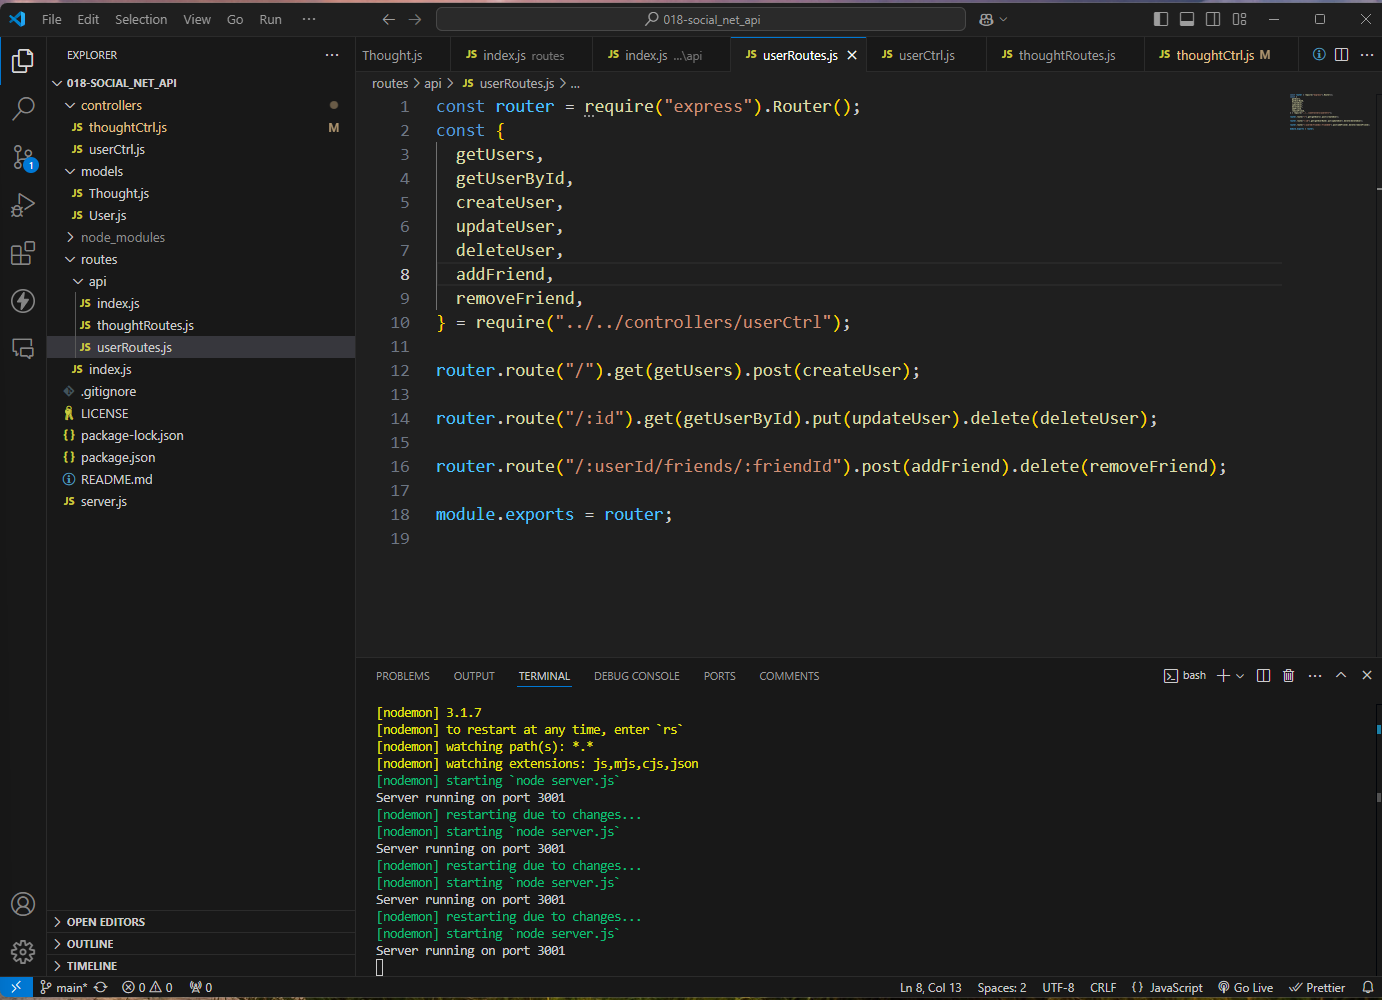 File Edit Selection View Go Run ··· 018-social_net_api
EXPLORER ···
018-SOCIAL_NET_API
controllers
JS thoughtCtrl.js M
JS userCtrl.js
models
JS Thought.js
JS User.js
node_modules
routes
api
JS index.js
JS thoughtRoutes.js
JS userRoutes.js
JS index.js
.gitignore
LICENSE
{} package-lock.json
{} package.json
README.md
JS server.js
OPEN EDITORS
OUTLINE
TIMELINE
1
Thought.js JS index.js routes JS index.js ...\api JS userRoutes.js JS userCtrl.js JS thoughtRoutes.js JS thoughtCtrl.js M ···
routes > api > JS userRoutes.js > ...
1 const router = require("express").Router();
2 const {
3 getUsers,
4 getUserById,
5 createUser,
6 updateUser,
7 deleteUser,
8 addFriend,
9 removeFriend,
10 } = require("../../controllers/userCtrl");
11
12 router.route("/").get(getUsers).post(createUser);
13
14 router.route("/:id").get(getUserById).put(updateUser).delete(deleteUser);
15
16 router.route("/:userId/friends/:friendId").post(addFriend).delete(removeFriend);
17
18 module.exports = router;
19
PROBLEMS OUTPUT TERMINAL DEBUG CONSOLE PORTS COMMENTS bash ···
[nodemon] 3.1.7
[nodemon] to restart at any time, enter `rs`
[nodemon] watching path(s): *.*
[nodemon] watching extensions: js,mjs,cjs,json
[nodemon] starting `node server.js`
Server running on port 3001
[nodemon] restarting due to changes...
[nodemon] starting `node server.js`
Server running on port 3001
[nodemon] restarting due to changes...
[nodemon] starting `node server.js`
Server running on port 3001
[nodemon] restarting due to changes...
[nodemon] starting `node server.js`
Server running on port 3001
main* 0 0 0 Ln 8, Col 13 Spaces: 2 UTF-8 CRLF {} JavaScript Go Live Prettier